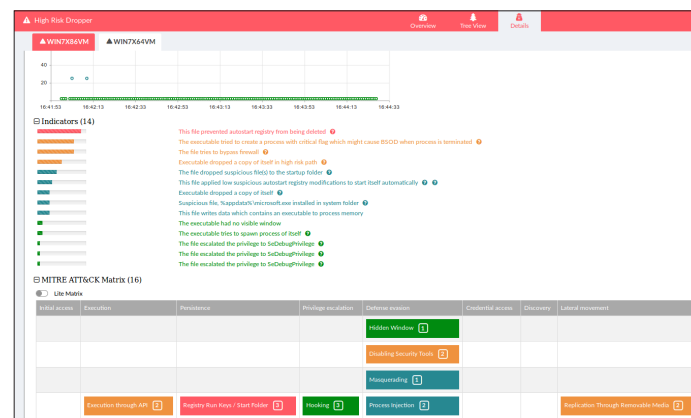 High Risk Dropper
Overview
Tree View
Details
WIN7X86VM
WIN7X64VM
40
20
16:41:53 16:42:13 16:42:33 16:42:53 16:43:13 16:43:33 16:43:53 16:44:13 16:44:33
Indicators (14)
This file prevented autostart registry from being deleted
The executable tried to create a process with critical flag which might cause BSOD when process is terminated
The file tries to bypass firewall
Executable dropped a copy of itself in high risk path
The file dropped suspicious file(s) to the startup folder
This file applied low suspicious autostart registry modifications to start itself automatically
Executable dropped a copy of itself
Suspicious file, %appdata%\microsoft.exe installed in system folder
This file writes data which contains an executable to process memory
The executable had no visible window
The executable tries to spawn process of itself
The file escalated the privilege to SeDebugPrivilege
The file escalated the privilege to SeDebugPrivilege
The file escalated the privilege to SeDebugPrivilege
MITRE ATT&CK Matrix (16)
Lite Matrix
Initial access Execution Persistence Privilege escalation Defense evasion Credential access Discovery Lateral movement
Hidden Window 1
Disabling Security Tools 2
Masquerading 1
Execution through API 2 Registry Run Keys / Start Folder 3 Hooking 3 Process Injection 2 Replication Through Removable Media 2